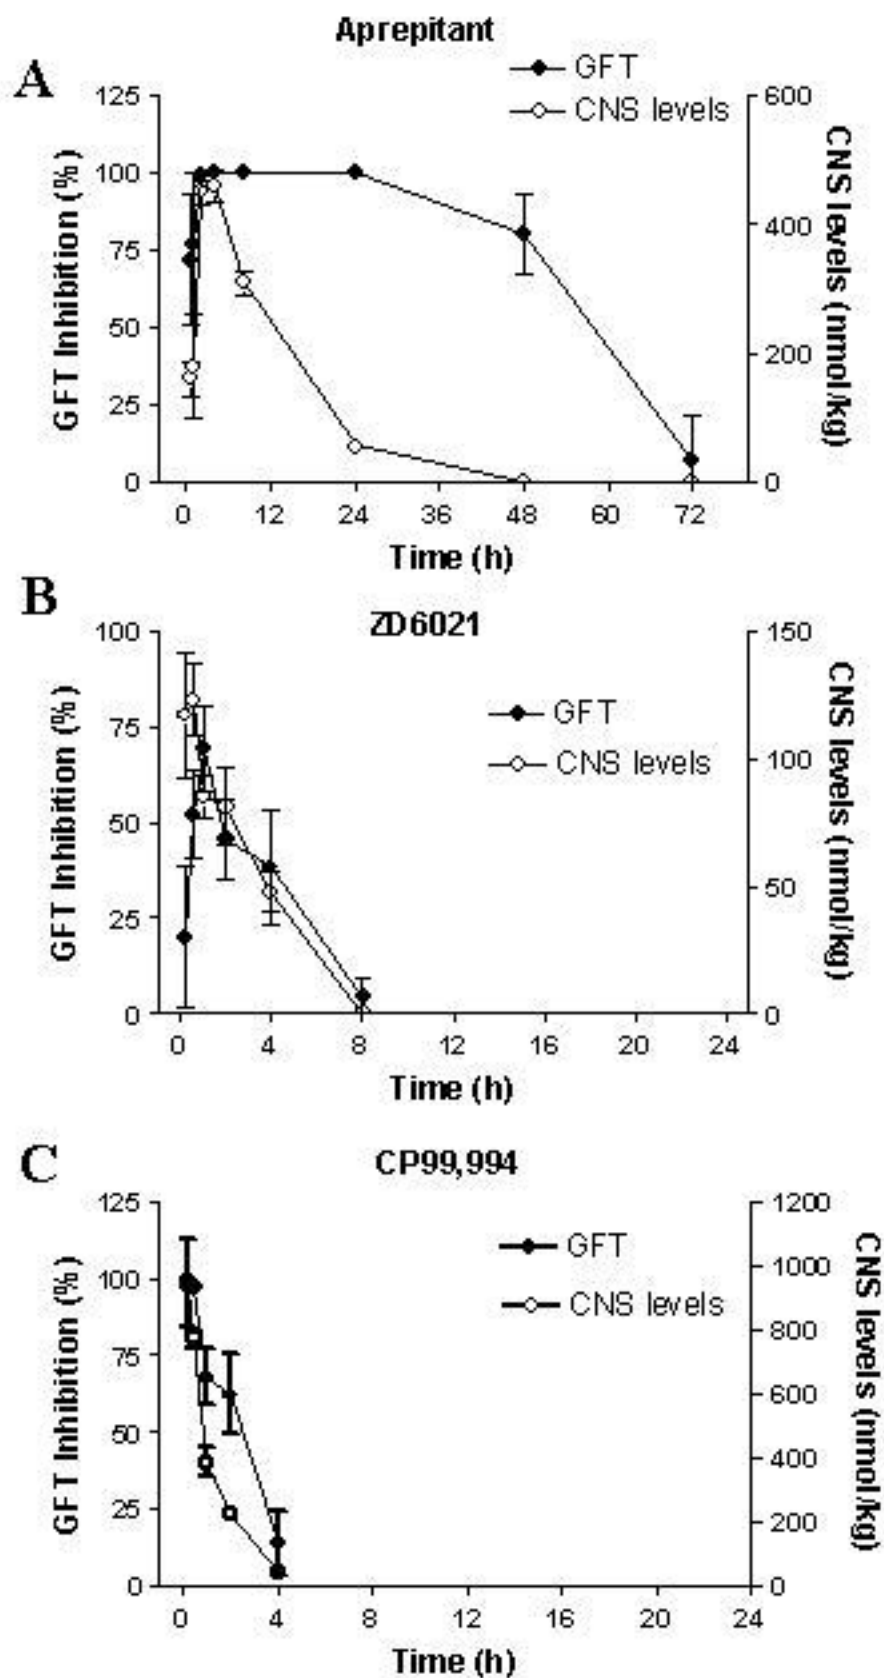 Aprepitant
A
GFT
CNS levels
125
100
75
50
25
0
GFT Inhibition (%)
600
400
200
0
CNS levels (nmol/kg)
0 12 24 36 48 60 72
Time (h)
B
ZD6021
GFT
CNS levels
100
75
50
25
0
GFT Inhibition (%)
150
100
50
0
CNS levels (nmol/kg)
0 4 8 12 16 20 24
Time (h)
C
CP99,994
GFT
CNS levels
125
100
75
50
25
0
GFT Inhibition (%)
1200
1000
800
600
400
200
0
CNS levels (nmol/kg)
0 4 8 12 16 20 24
Time (h)